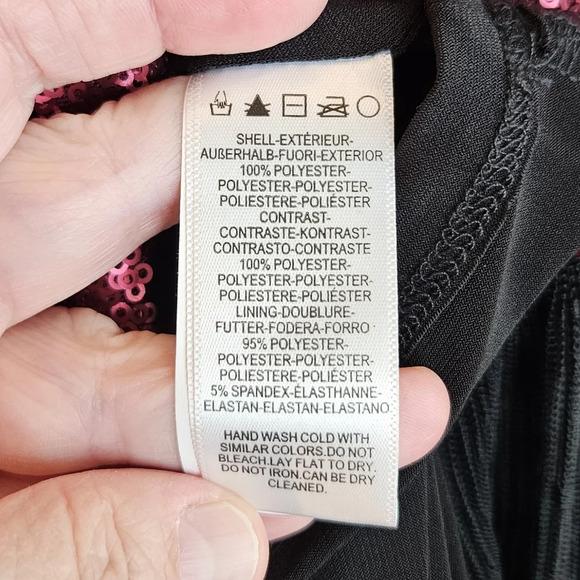 SHELL-EXTÉRIEUR-
AUßERHALB-FUORI-EXTERIOR
100% POLYESTER-
POLYESTER-POLYESTER-
POLIESTERE-POLIÉSTER
CONTRAST-
CONTRASTE-KONTRAST-
CONTRASTO-CONTRASTE
100% POLYESTER-
POLYESTER-POLYESTER-
POLIESTERE-POLIÉSTER
LINING-DOUBLURE-
FUTTER-FODERA-FORRO
95% POLYESTER-
POLYESTER-POLYESTER-
POLIESTERE-POLIÉSTER
5% SPANDEX-ÉLASTHANNE-
ELASTAN-ELASTAN-ELASTANO
HAND WASH COLD WITH
SIMILAR COLORS.DO NOT
BLEACH.LAY FLAT TO DRY.
DO NOT IRON.CAN BE DRY
CLEANED.